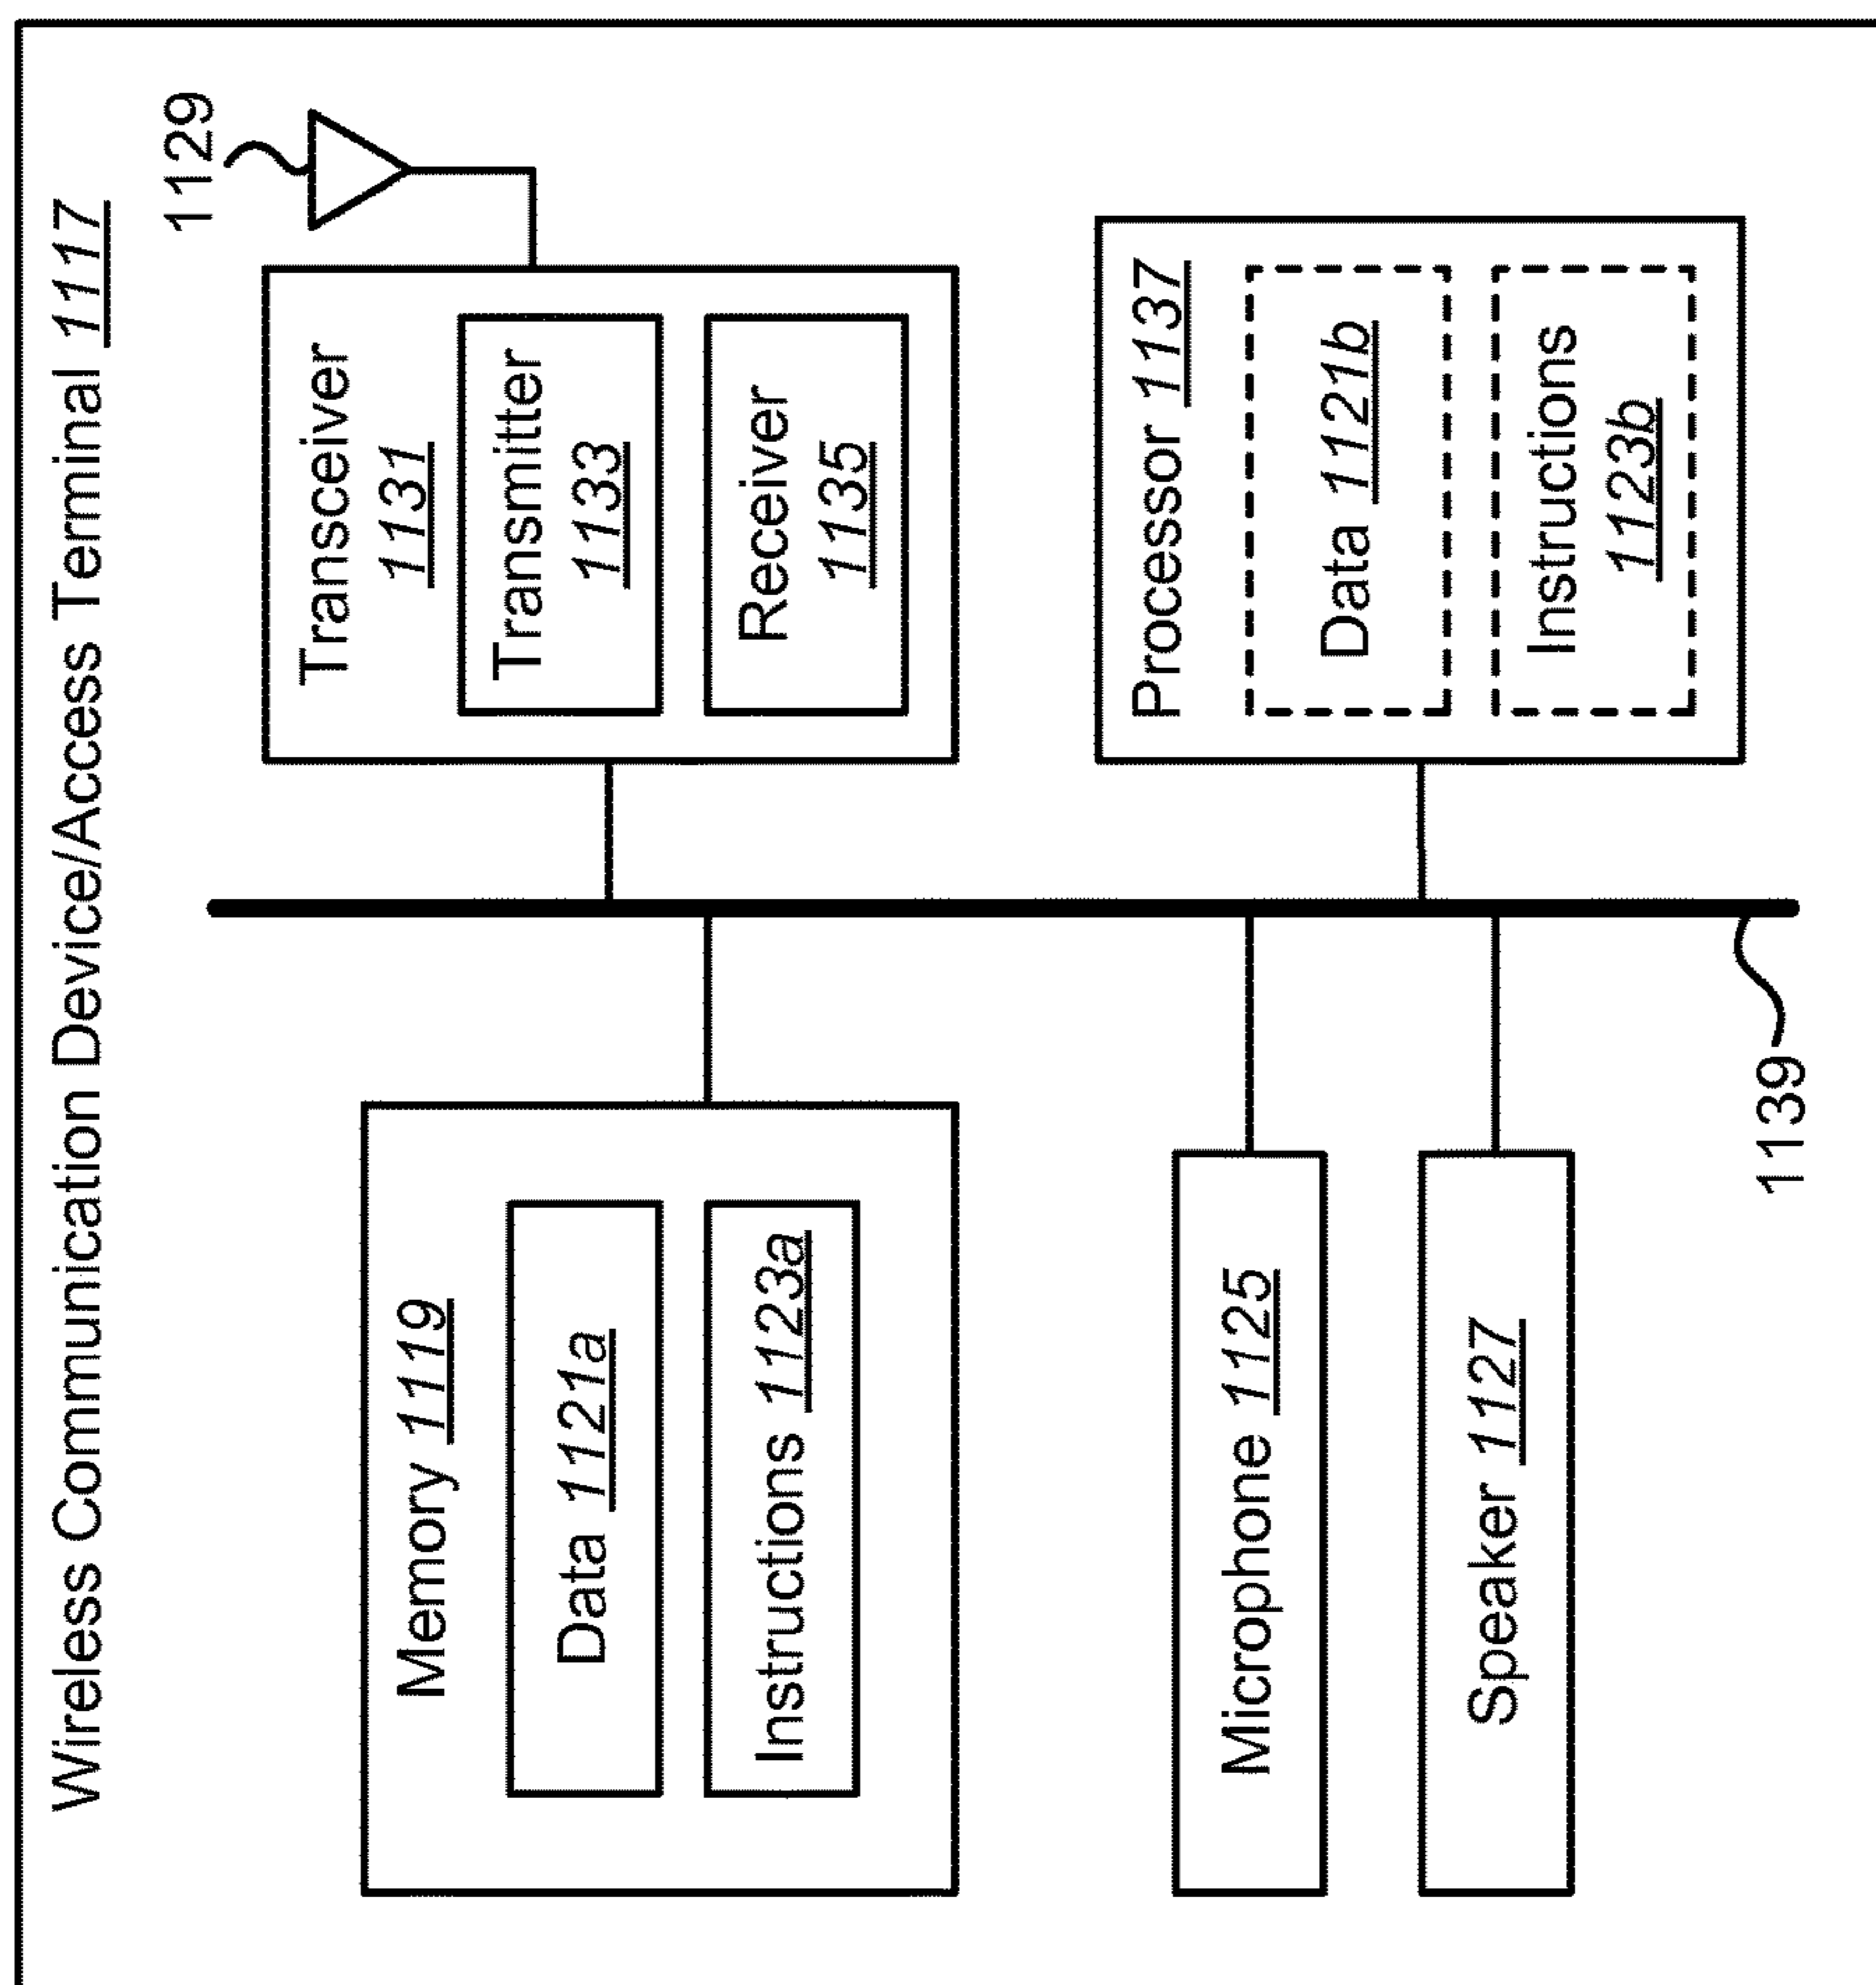 Wireless Communication Device/Access Terminal 1117
Memory 1119
Data 1121a
Instructions 1123a
Microphone 1125
Speaker 1127
1139
1129
Transceiver
1131
Transmitter
1133
Receiver
1135
Processor 1137
Data 1121b
Instructions
1123b